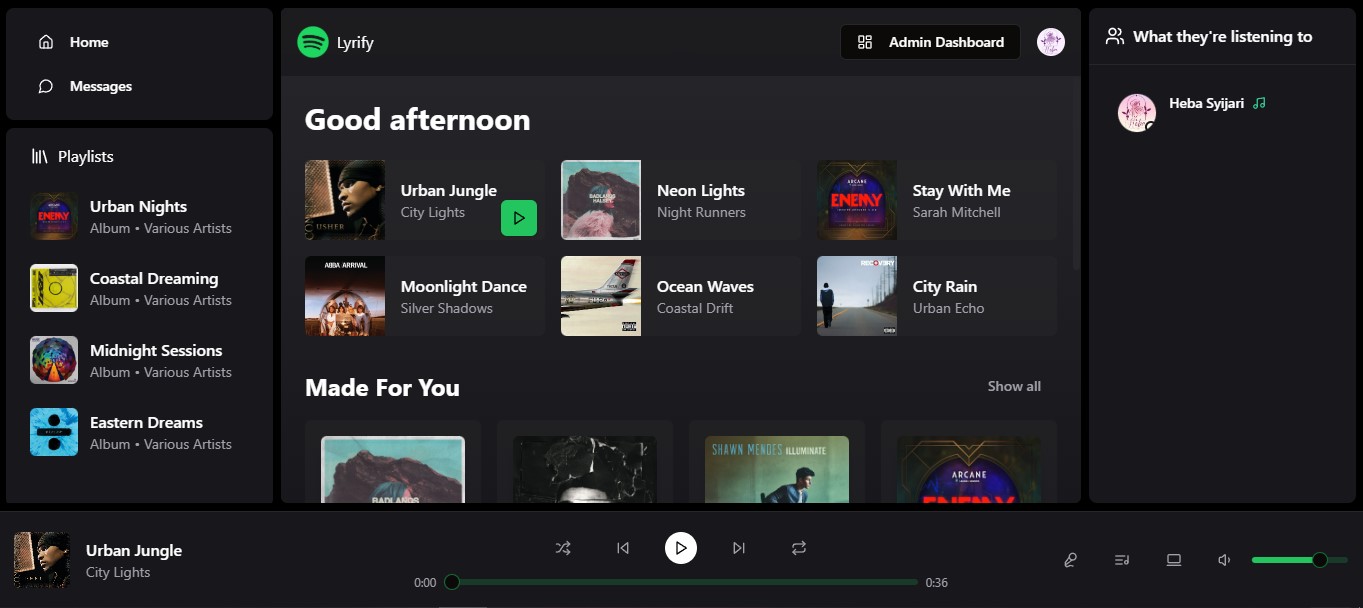 Home
Messages
Playlists
Urban Nights
Album • Various Artists
Coastal Dreaming
Album • Various Artists
Midnight Sessions
Album • Various Artists
Eastern Dreams
Album • Various Artists
Lyrify
Admin Dashboard
Good afternoon
Urban Jungle
City Lights
USHER
Neon Lights
Night Runners
BADLANDS
HALSEY
Stay With Me
Sarah Mitchell
ARCANE
ENEMY
Moonlight Dance
Silver Shadows
ABBA ARRIVAL
Ocean Waves
Coastal Drift
City Rain
Urban Echo
RECOVERY
Made For You
Show all
BADLANDS
SHAWN MENDES ILLUMINATE
ARCANE
ENEMY
What they're listening to
Heba Syijari
Urban Jungle
City Lights
0:00
0:36